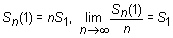 Sₙ(1) = nS₁, lim n→∞ Sₙ(1)/n = S₁